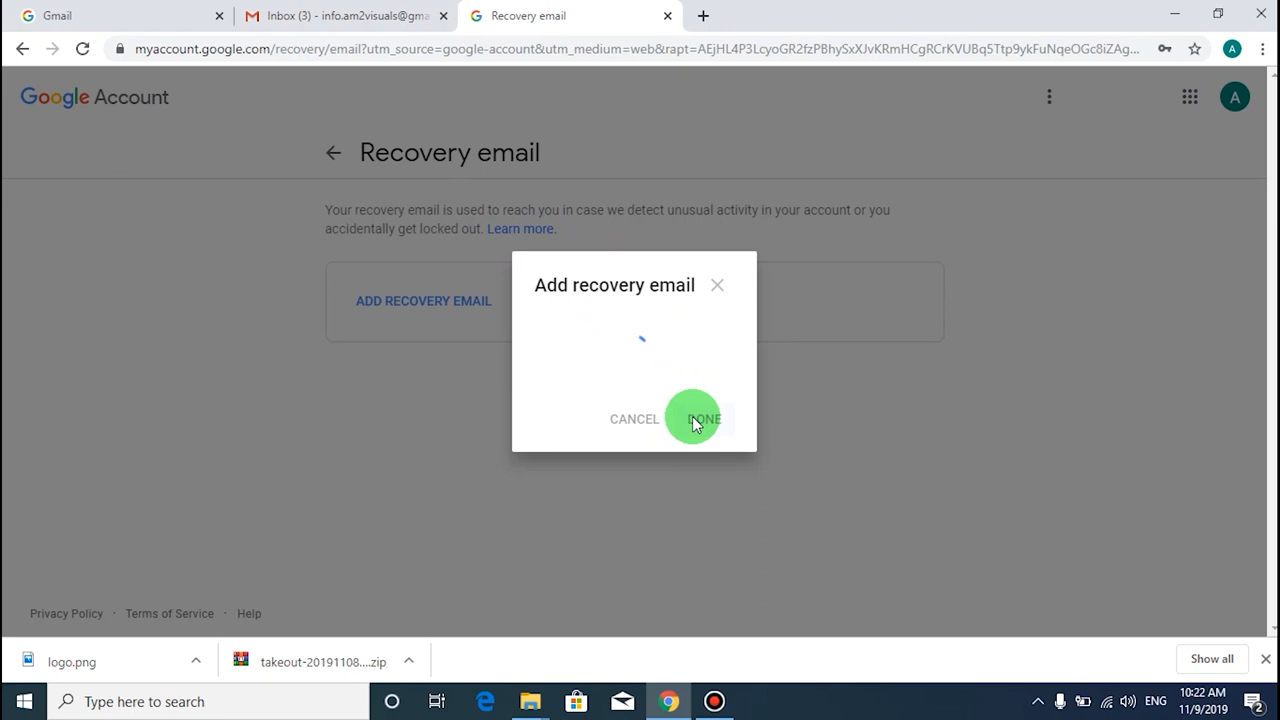 Gmail
Inbox (3) - info.am2visuals@gma
Recovery email
myaccount.google.com/recovery/email?utm_source=google-account&utm_medium=web&rapt=AEjHL4P3LcyoGR2fzPBhySxXJvKRmHCgRCrKVUBq5Ttp9ykFuNqeOGc8iZAg...
A
Google Account
A
Recovery email
Your recovery email is used to reach you in case we detect unusual activity in your account or you
accidentally get locked out. Learn more.
Add recovery email
ADD RECOVERY EMAIL
CANCEL
DONE
Privacy Policy · Terms of Service · Help
logo.png
takeout-20191108....zip
Show all
Type here to search
ENG
10:22 AM
11/9/2019
2